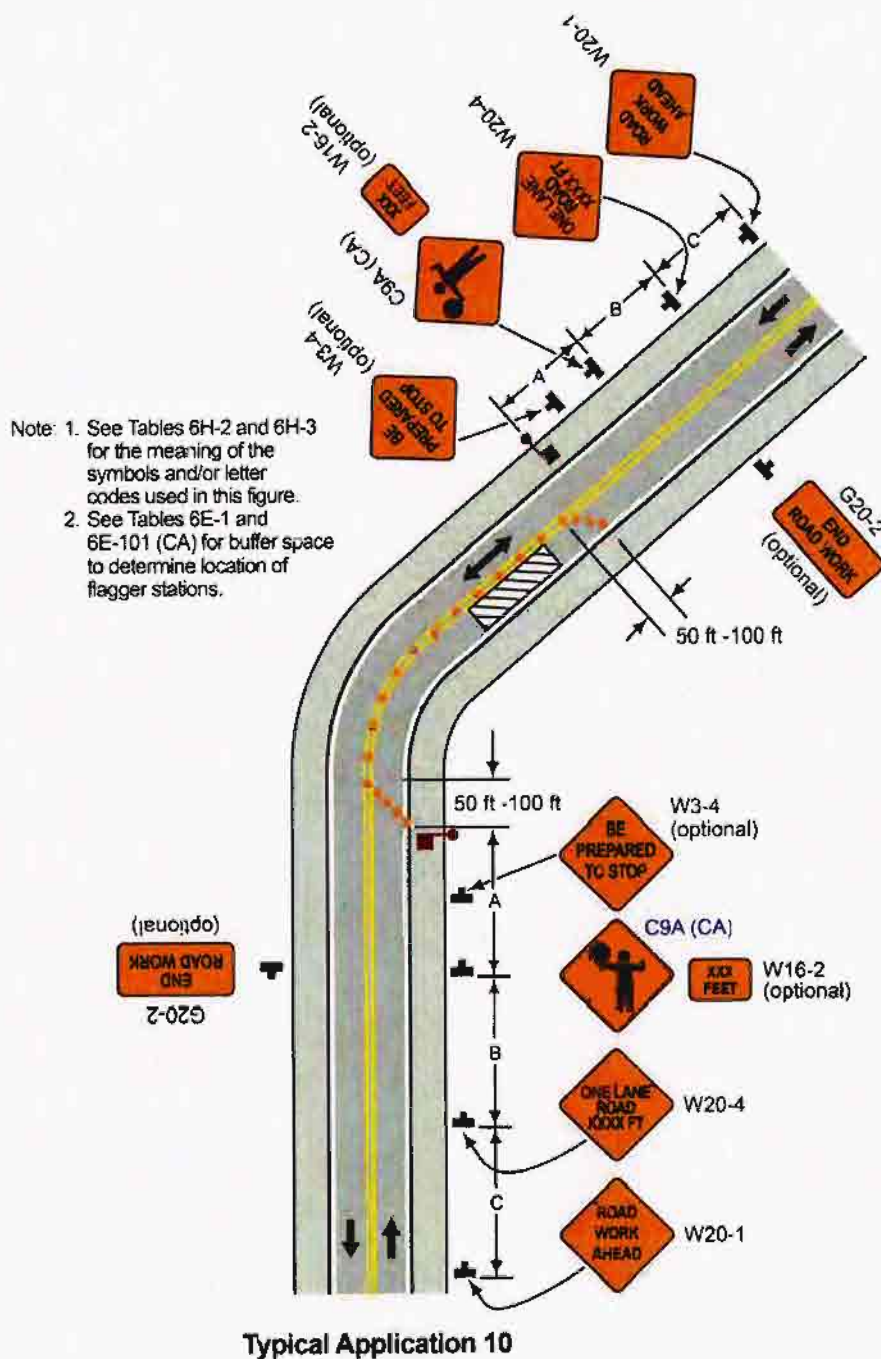 W20-1
ROAD
WORK
AHEAD
W20-4
ONE LANE
ROAD
XXXX FT
W16-2
(optional)
XXX
FEET
C9A (CA)
W3-4
(optional)
BE
PREPARED
TO STOP
A
B
C
Note: 1. See Tables 6H-2 and 6H-3
for the meaning of the
symbols and/or letter
codes used in this figure.
2. See Tables 6E-1 and
6E-101 (CA) for buffer space
to determine location of
flagger stations.
G20-2
END
ROAD WORK
(optional)
50 ft -100 ft
50 ft -100 ft
BE
PREPARED
TO STOP
W3-4
(optional)
A
C9A (CA)
XXX
FEET
W16-2
(optional)
G20-2
END
ROAD WORK
(optional)
B
ONE LANE
ROAD
XXXX FT
W20-4
C
ROAD
WORK
AHEAD
W20-1
Typical Application 10